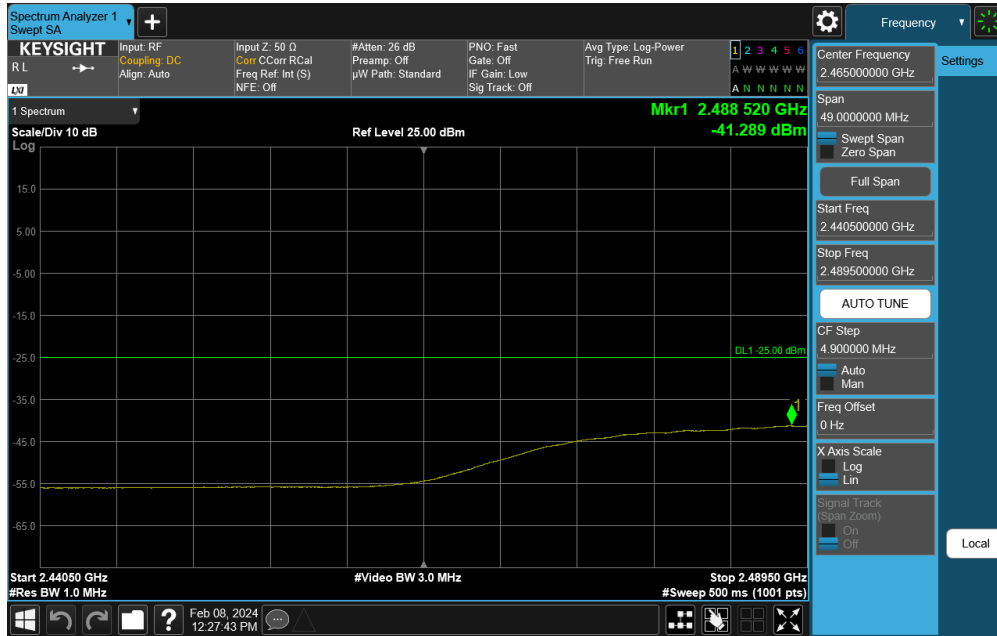 Spectrum Analyzer 1
Swept SA
Frequency
KEYSIGHT
R L
LXI
Input: RF
Coupling: DC
Align: Auto
Input Z: 50 Ω
Corr CCorr RCal
Freq Ref: Int (S)
NFE: Off
#Atten: 26 dB
Preamp: Off
µW Path: Standard
PNO: Fast
Gate: Off
IF Gain: Low
Sig Track: Off
Avg Type: Log-Power
Trig: Free Run
1 2 3 4 5 6
A W W W W W
A N N N N N
1 Spectrum
Mkr1 2.488 520 GHz
Scale/Div 10 dB
Ref Level 25.00 dBm
-41.289 dBm
Log
15.0
5.00
-5.00
-15.0
-25.0
-35.0
-45.0
-55.0
-65.0
DL1 -25.00 dBm
1
Start 2.44050 GHz
#Video BW 3.0 MHz
Stop 2.48950 GHz
#Res BW 1.0 MHz
#Sweep 500 ms (1001 pts)
Center Frequency
2.465000000 GHz
Settings
Span
49.0000000 MHz
Swept Span
Zero Span
Full Span
Start Freq
2.440500000 GHz
Stop Freq
2.489500000 GHz
AUTO TUNE
CF Step
4.900000 MHz
Auto
Man
Freq Offset
0 Hz
X Axis Scale
Log
Lin
Signal Track
(Span Zoom)
On
Off
Local
?
Feb 08, 2024
12:27:43 PM